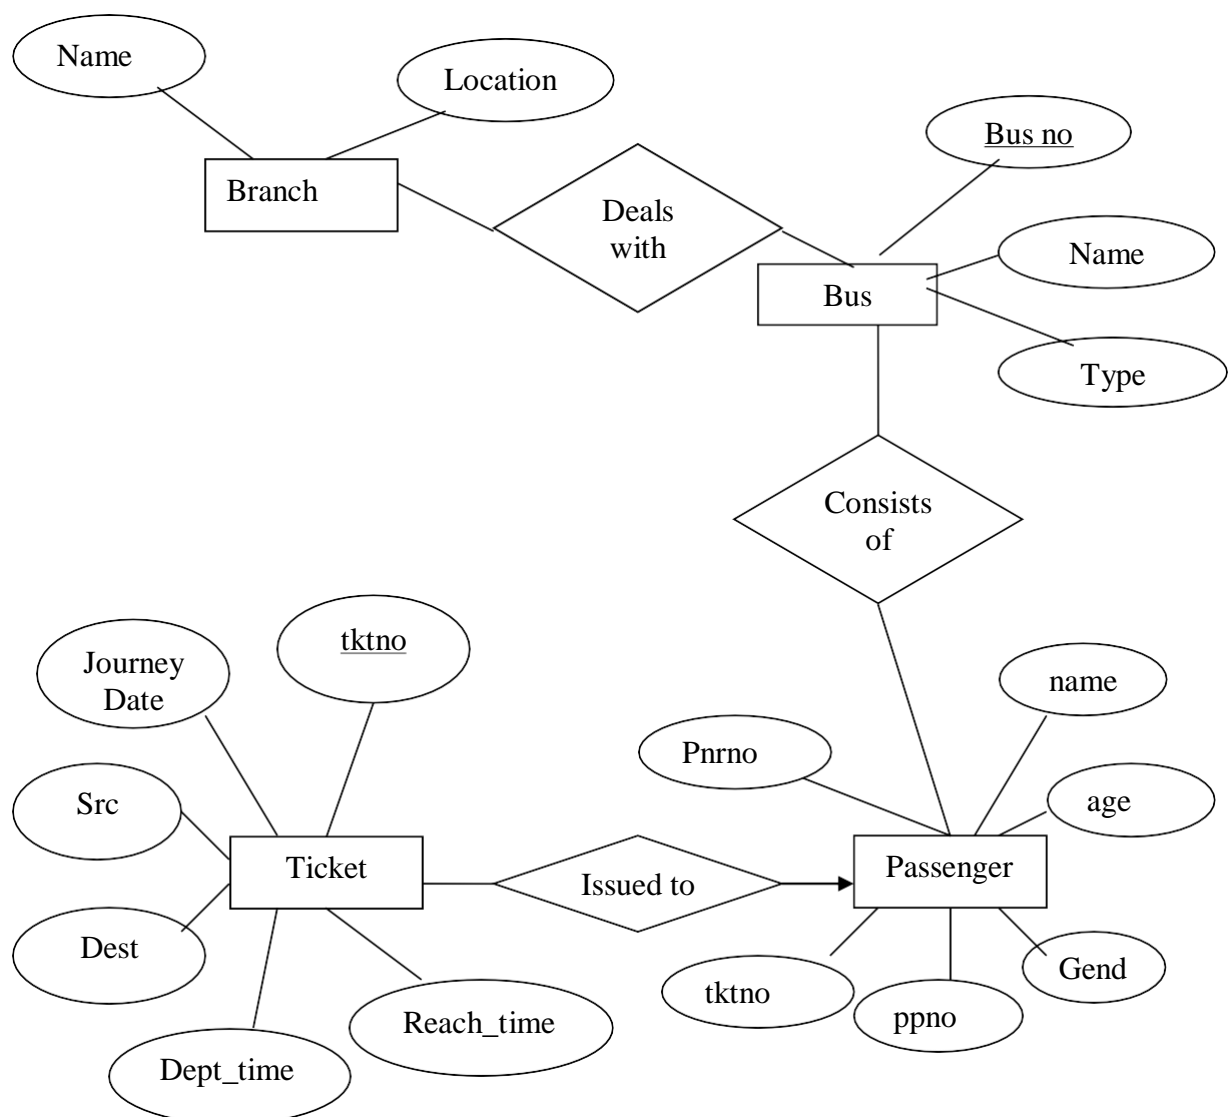 Name
Location
Branch
Deals
with
Bus no
Name
Bus
Type
Consists
of
tktno
Journey
Date
name
Pnrno
Src
age
Ticket
Issued to
Passenger
Dest
Gend
tktno
ppno
Reach_time
Dept_time